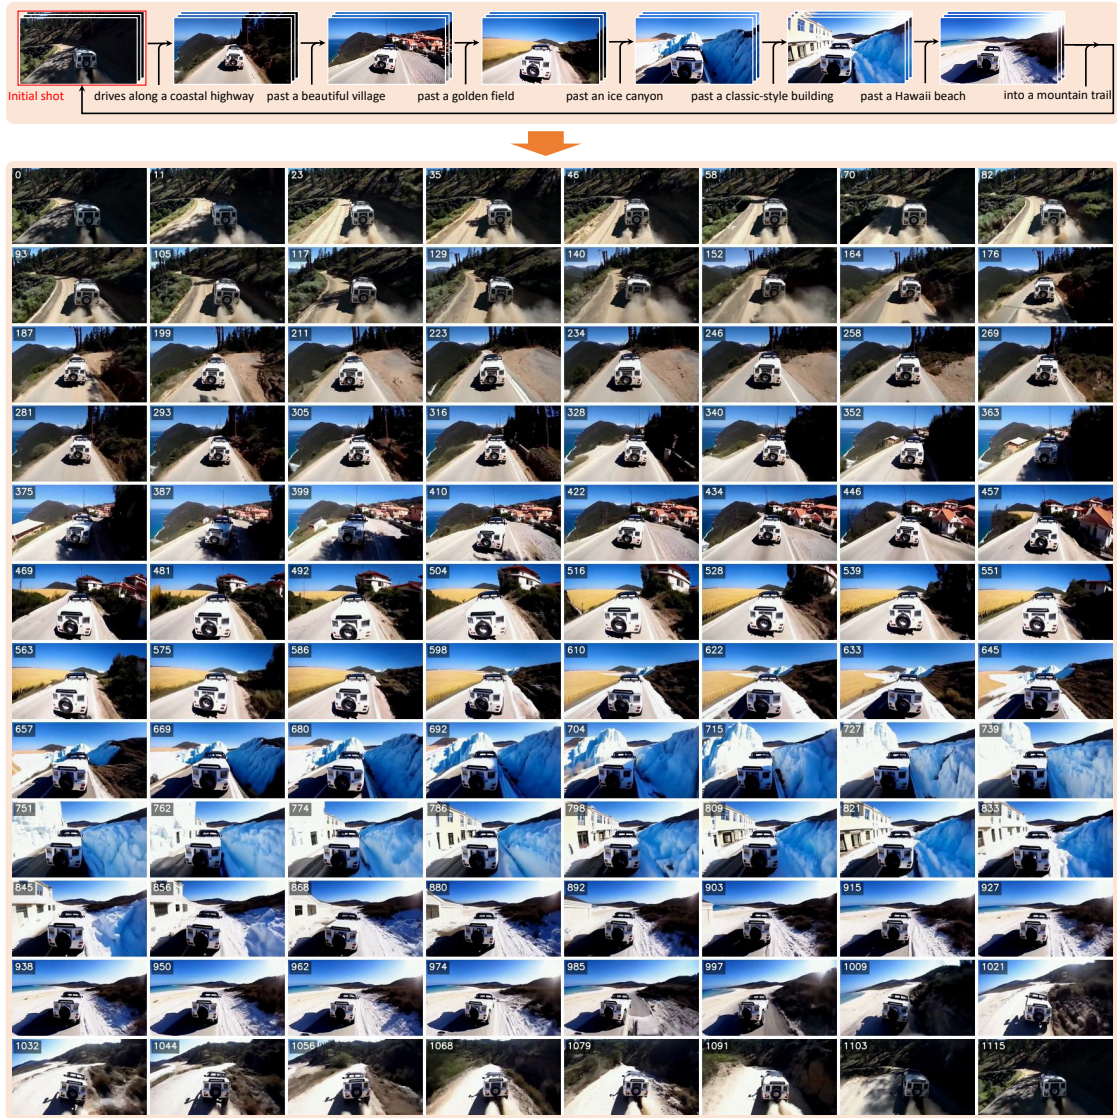 Initial shot
drives along a coastal highway
past a beautiful village
past a golden field
past an ice canyon
past a classic-style building
past a Hawaii beach
into a mountain trail
0 11 23 35 46 58 70 82
93 105 117 129 140 152 164 176
187 199 211 223 234 246 258 269
281 293 305 316 328 340 352 363
375 387 399 410 422 434 446 457
469 481 492 504 516 528 539 551
563 575 586 598 610 622 633 645
657 669 680 692 704 715 727 739
751 762 774 786 798 809 821 833
845 856 868 880 892 903 915 927
938 950 962 974 985 997 1009 1021
1032 1044 1056 1068 1079 1091 1103 1115